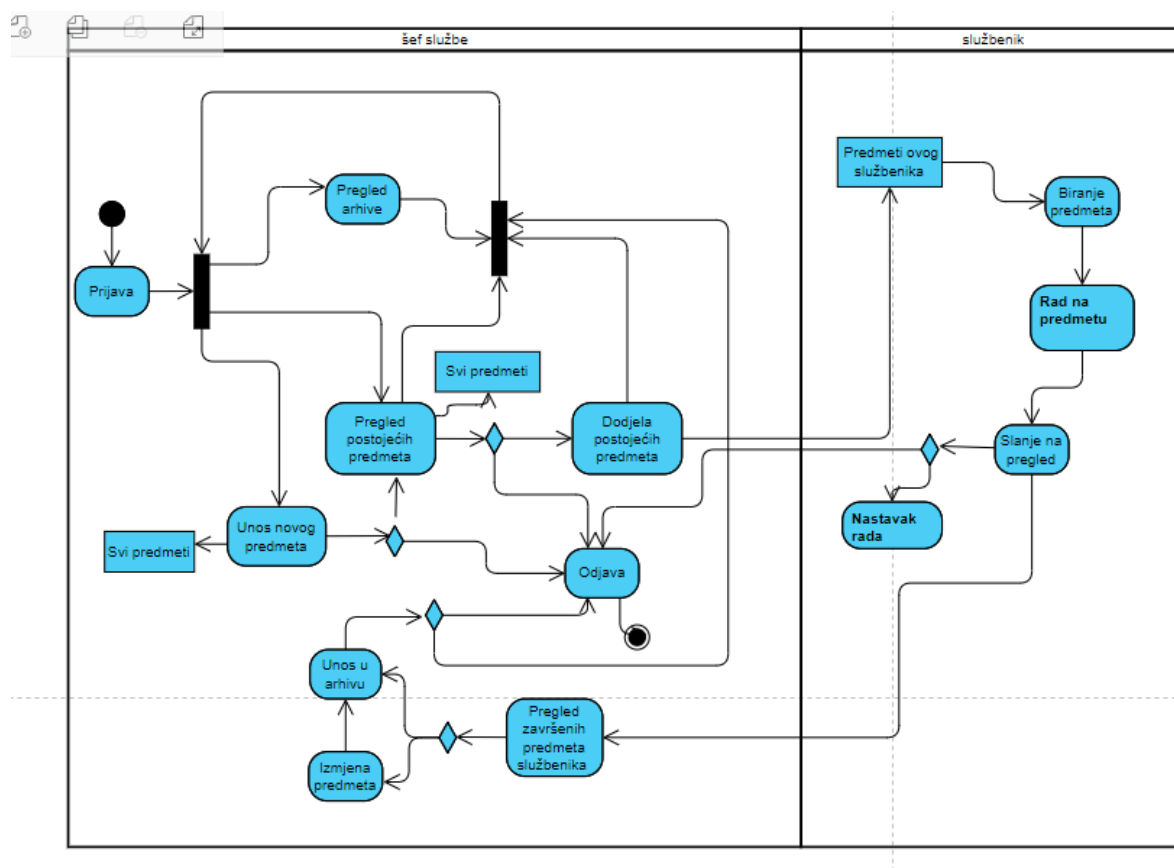 šef službe
službenik
Predmeti ovog
službenika
Biranje
predmeta
Pregled
arhive
Prijava
Rad na
predmetu
Svi predmeti
Pregled
postojećih
predmeta
Dodjela
postojećih
predmeta
Slanje na
pregled
Nastavak
rada
Unos novog
predmeta
Svi predmeti
Odjava
Unos u
arhivu
Pregled
završenih
predmeta
službenika
Izmjena
predmeta